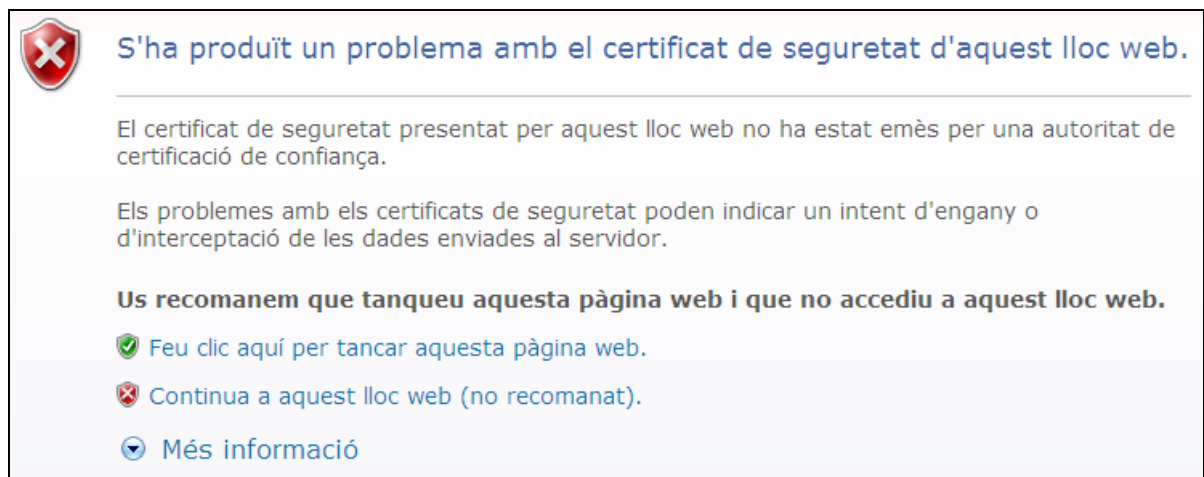 S'ha produït un problema amb el certificat de seguretat d'aquest lloc web.
El certificat de seguretat presentat per aquest lloc web no ha estat emès per una autoritat de
certificació de confiança.
Els problemes amb els certificats de seguretat poden indicar un intent d'engany o
d'interceptació de les dades enviades al servidor.
Us recomanem que tanqueu aquesta pàgina web i que no accediu a aquest lloc web.
Feu clic aquí per tancar aquesta pàgina web.
Continua a aquest lloc web (no recomanat).
Més informació